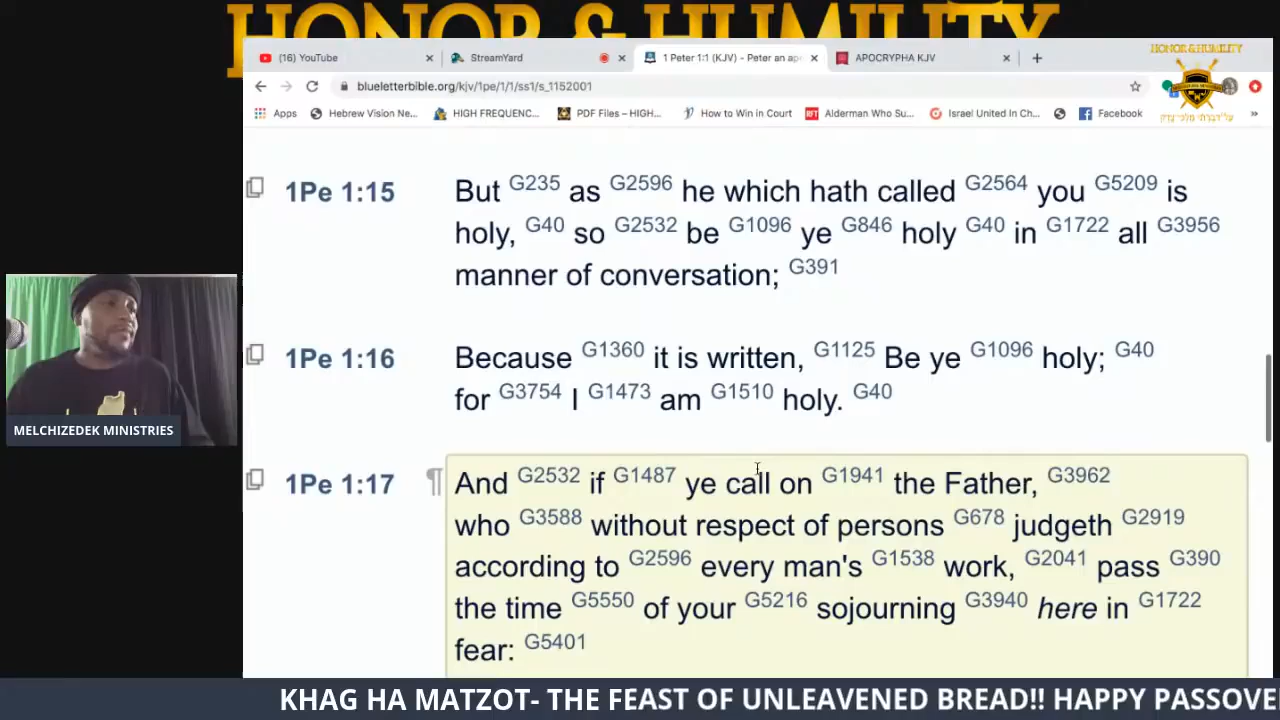 HONOR & HUMILITY
(16) YouTube
StreamYard
1 Peter 1:1 (KJV) - Peter an ap
APOCRYPHA KJV
HONOR & HUMILITY
blueletterbible.org/kjv/1pe/1/1/ss1/s_1152001
Apps
Hebrew Vision Ne...
HIGH FREQUENC...
PDF Files – HIGH...
How to Win in Court
RFT
Alderman Who Su...
Israel United In Ch...
Facebook
»
1Pe 1:15
But G235 as G2596 he which hath called G2564 you G5209 is
holy, G40 so G2532 be G1096 ye G846 holy G40 in G1722 all G3956
manner of conversation; G391
1Pe 1:16
Because G1360 it is written, G1125 Be ye G1096 holy; G40
for G3754 I G1473 am G1510 holy. G40
1Pe 1:17
¶ And G2532 if G1487 ye call on G1941 the Father, G3962
who G3588 without respect of persons G678 judgeth G2919
according to G2596 every man's G1538 work, G2041 pass G390
the time G5550 of your G5216 sojourning G3940 here in G1722
fear: G5401
MELCHIZEDEK MINISTRIES
KHAG HA MATZOT- THE FEAST OF UNLEAVENED BREAD!! HAPPY PASSOVE